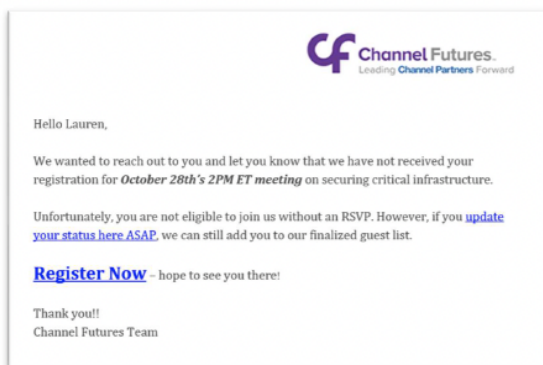 CF Channel Futures.
Leading Channel Partners Forward
Hello Lauren,
We wanted to reach out to you and let you know that we have not received your
registration for October 28th's 2PM ET meeting on securing critical infrastructure.
Unfortunately, you are not eligible to join us without an RSVP. However, if you update
your status here ASAP, we can still add you to our finalized guest list.
Register Now – hope to see you there!
Thank you!!
Channel Futures Team